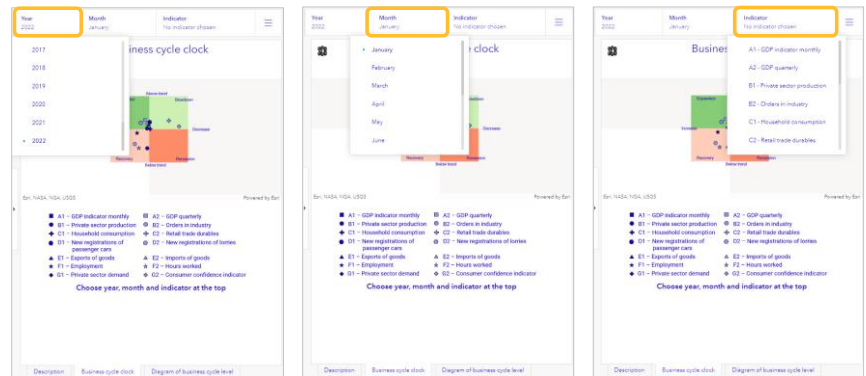 Year
2022
Month
January
Indicator
No indicator chosen
iness cycle clock
2017
2018
2019
2020
2021
2022
Above trend
Downturn
Decrease
Recovery
Recession
Below trend
Esri, NASA, NGA, USGS
Powered by Esri
A1 – GDP indicator monthly
A2 – GDP quarterly
B1 – Private sector production
B2 – Orders in industry
C1 – Household consumption
C2 – Retail trade durables
D1 – New registrations of
passenger cars
D2 – New registrations of lorries
E1 – Exports of goods
E2 – Imports of goods
F1 – Employment
F2 – Hours worked
G1 – Private sector demand
G2 – Consumer confidence indicator
Choose year, month and indicator at the top
Description
Business cycle clock
Diagram of business cycle level
Year
2022
Month
January
Indicator
No indicator chosen
e clock
January
February
March
April
May
June
Esri, NASA, NGA, USGS
Powered by Esri
A1 – GDP indicator monthly
A2 – GDP quarterly
B1 – Private sector production
B2 – Orders in industry
C1 – Household consumption
C2 – Retail trade durables
D1 – New registrations of
passenger cars
D2 – New registrations of lorries
E1 – Exports of goods
E2 – Imports of goods
F1 – Employment
F2 – Hours worked
G1 – Private sector demand
G2 – Consumer confidence indicator
Choose year, month and indicator at the top
Description
Business cycle clock
Diagram of business cycle level
Year
2022
Month
January
Indicator
No indicator chosen
Busines
A1 - GDP indicator monthly
A2 - GDP quarterly
B1 - Private sector production
B2 - Orders in industry
C1 - Household consumption
C2 - Retail trade durables
Expansion
Increase
Recovery
Recession
Below trend
Esri, NASA, NGA, USGS
Powered by Esri
A1 – GDP indicator monthly
A2 – GDP quarterly
B1 – Private sector production
B2 – Orders in industry
C1 – Household consumption
C2 – Retail trade durables
D1 – New registrations of
passenger cars
D2 – New registrations of lorries
E1 – Exports of goods
E2 – Imports of goods
F1 – Employment
F2 – Hours worked
G1 – Private sector demand
G2 – Consumer confidence indicator
Choose year, month and indicator at the top
Description
Business cycle clock
Diagram of business cycle level